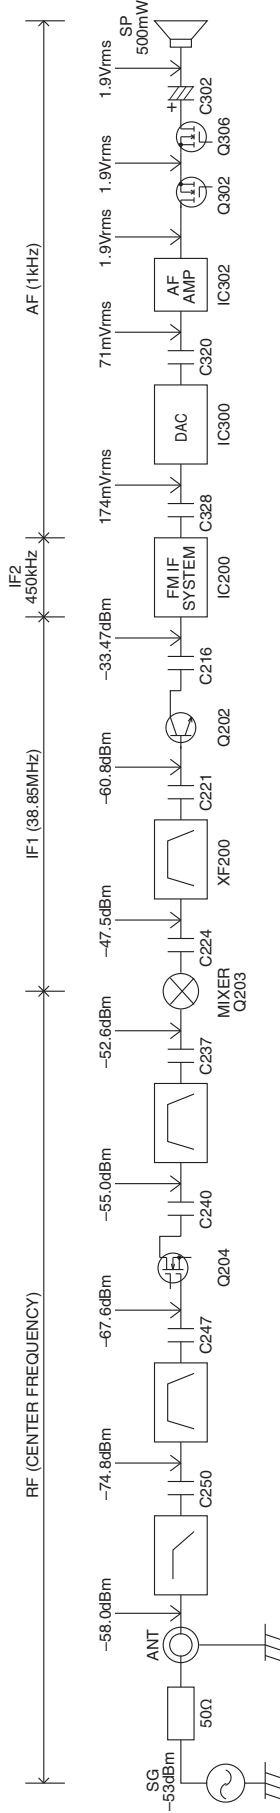 RF (CENTER FREQUENCY)
IF1 (38.85MHz)
IF2
450kHz
AF (1kHz)
SG
−53dBm
50Ω
ANT
−58.0dBm
−74.8dBm
C250
−67.6dBm
C247
Q204
−55.0dBm
C240
−52.6dBm
C237
MIXER
Q203
−47.5dBm
C224
XF200
−60.8dBm
C221
Q202
−33.47dBm
C216
FM IF
SYSTEM
IC200
174mVrms
C328
DAC
IC300
71mVrms
C320
AF
AMP
IC302
1.9Vrms
Q302
1.9Vrms
Q306
1.9Vrms
+
C302
SP
500mW